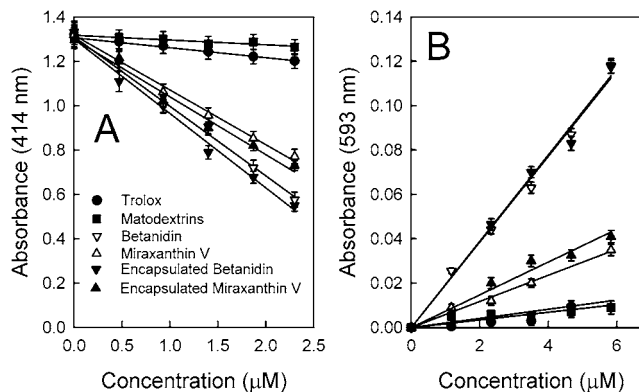 A
Absorbance (414 nm)
1.4
1.2
1.0
0.8
0.6
0.4
0.2
0.0
Trolox
Matodextrins
Betanidin
Miraxanthin V
Encapsulated Betanidin
Encapsulated Miraxanthin V
0.0 0.5 1.0 1.5 2.0 2.5
Concentration (μM)
B
Absorbance (593 nm)
0.14
0.12
0.10
0.08
0.06
0.04
0.02
0.00
0 2 4 6
Concentration (μM)